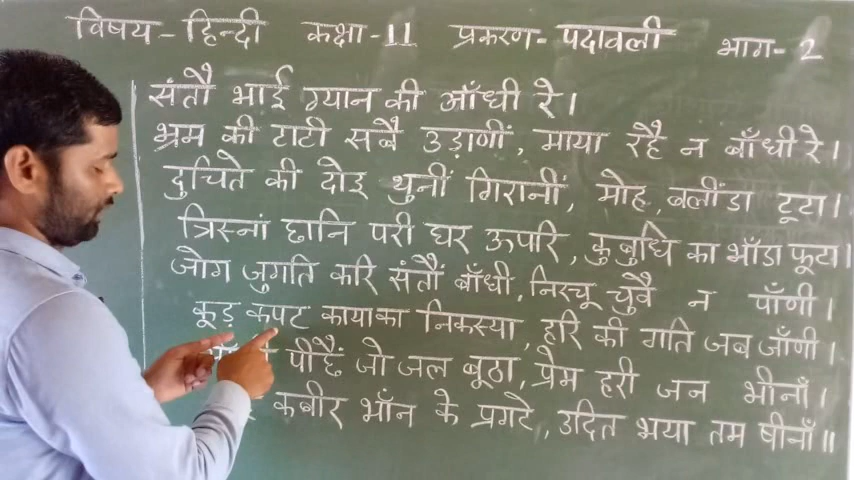 विषय - हिन्दी कक्षा - 11 प्रकरण - पदावली भाग - 2
संतौ भाई ग्यान की आँधी रे।
भ्रम की टाटी सबै उड़ाणीं, माया रहै न बाँधी रे।
दुचिते की दोइ थुनीं गिरानीं, मोह बलींडा टूटा।
त्रिस्नां छानि परी घर ऊपरि, कुबुधि का भाँडा फूटा।
जोग जुगति करि संतौं बाँधी, निरचू चुवै न पाँणी।
कूड़ कपट काया का निकस्या, हरि की गति जब जाँणी।
पीछैं जो जल बूठा, प्रेम हरी जन भीनाँ।
कबीर भाँन के प्रगटे, उदित भया तम षीनाँ॥